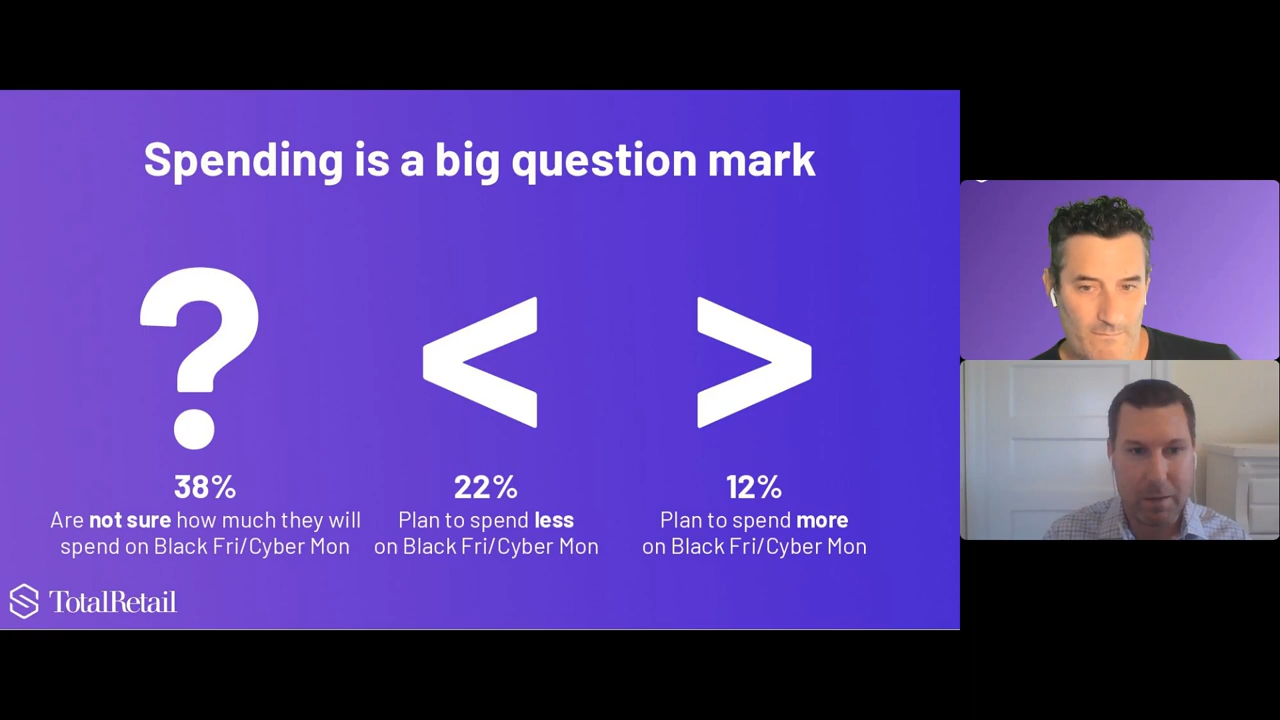 Spending is a big question mark
?
<
>
38%
Are not sure how much they will
spend on Black Fri/Cyber Mon
22%
Plan to spend less
on Black Fri/Cyber Mon
12%
Plan to spend more
on Black Fri/Cyber Mon
TotalRetail